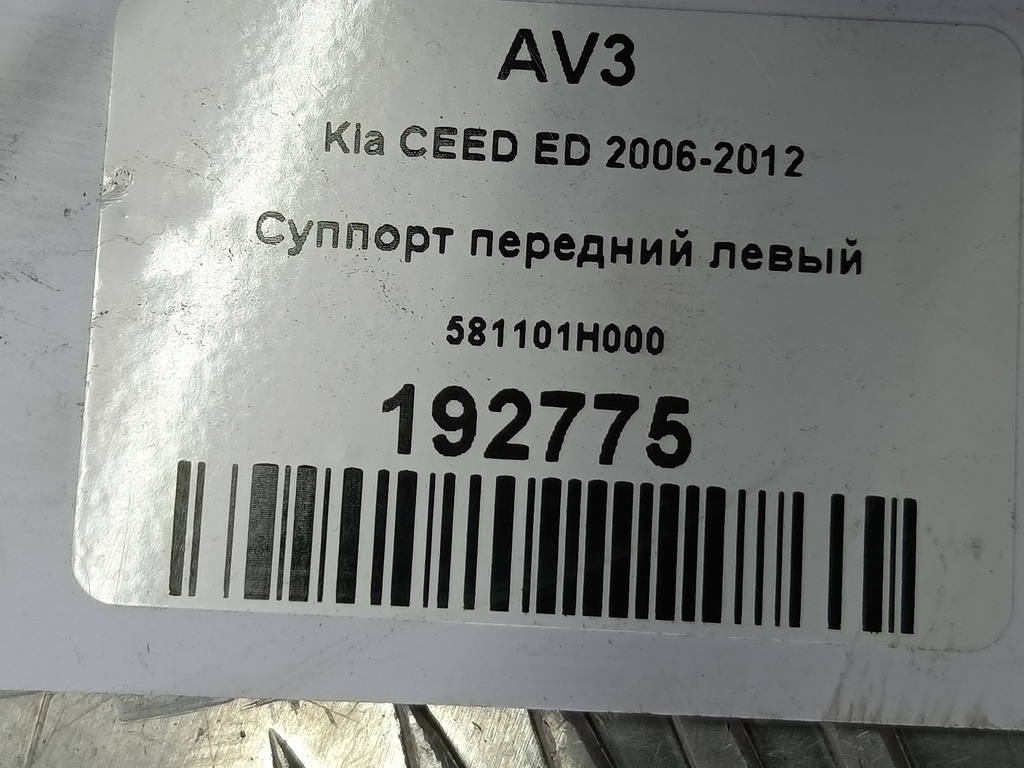 AV3
Kia CEED ED 2006-2012
Суппорт передний левый
581101H000
192775